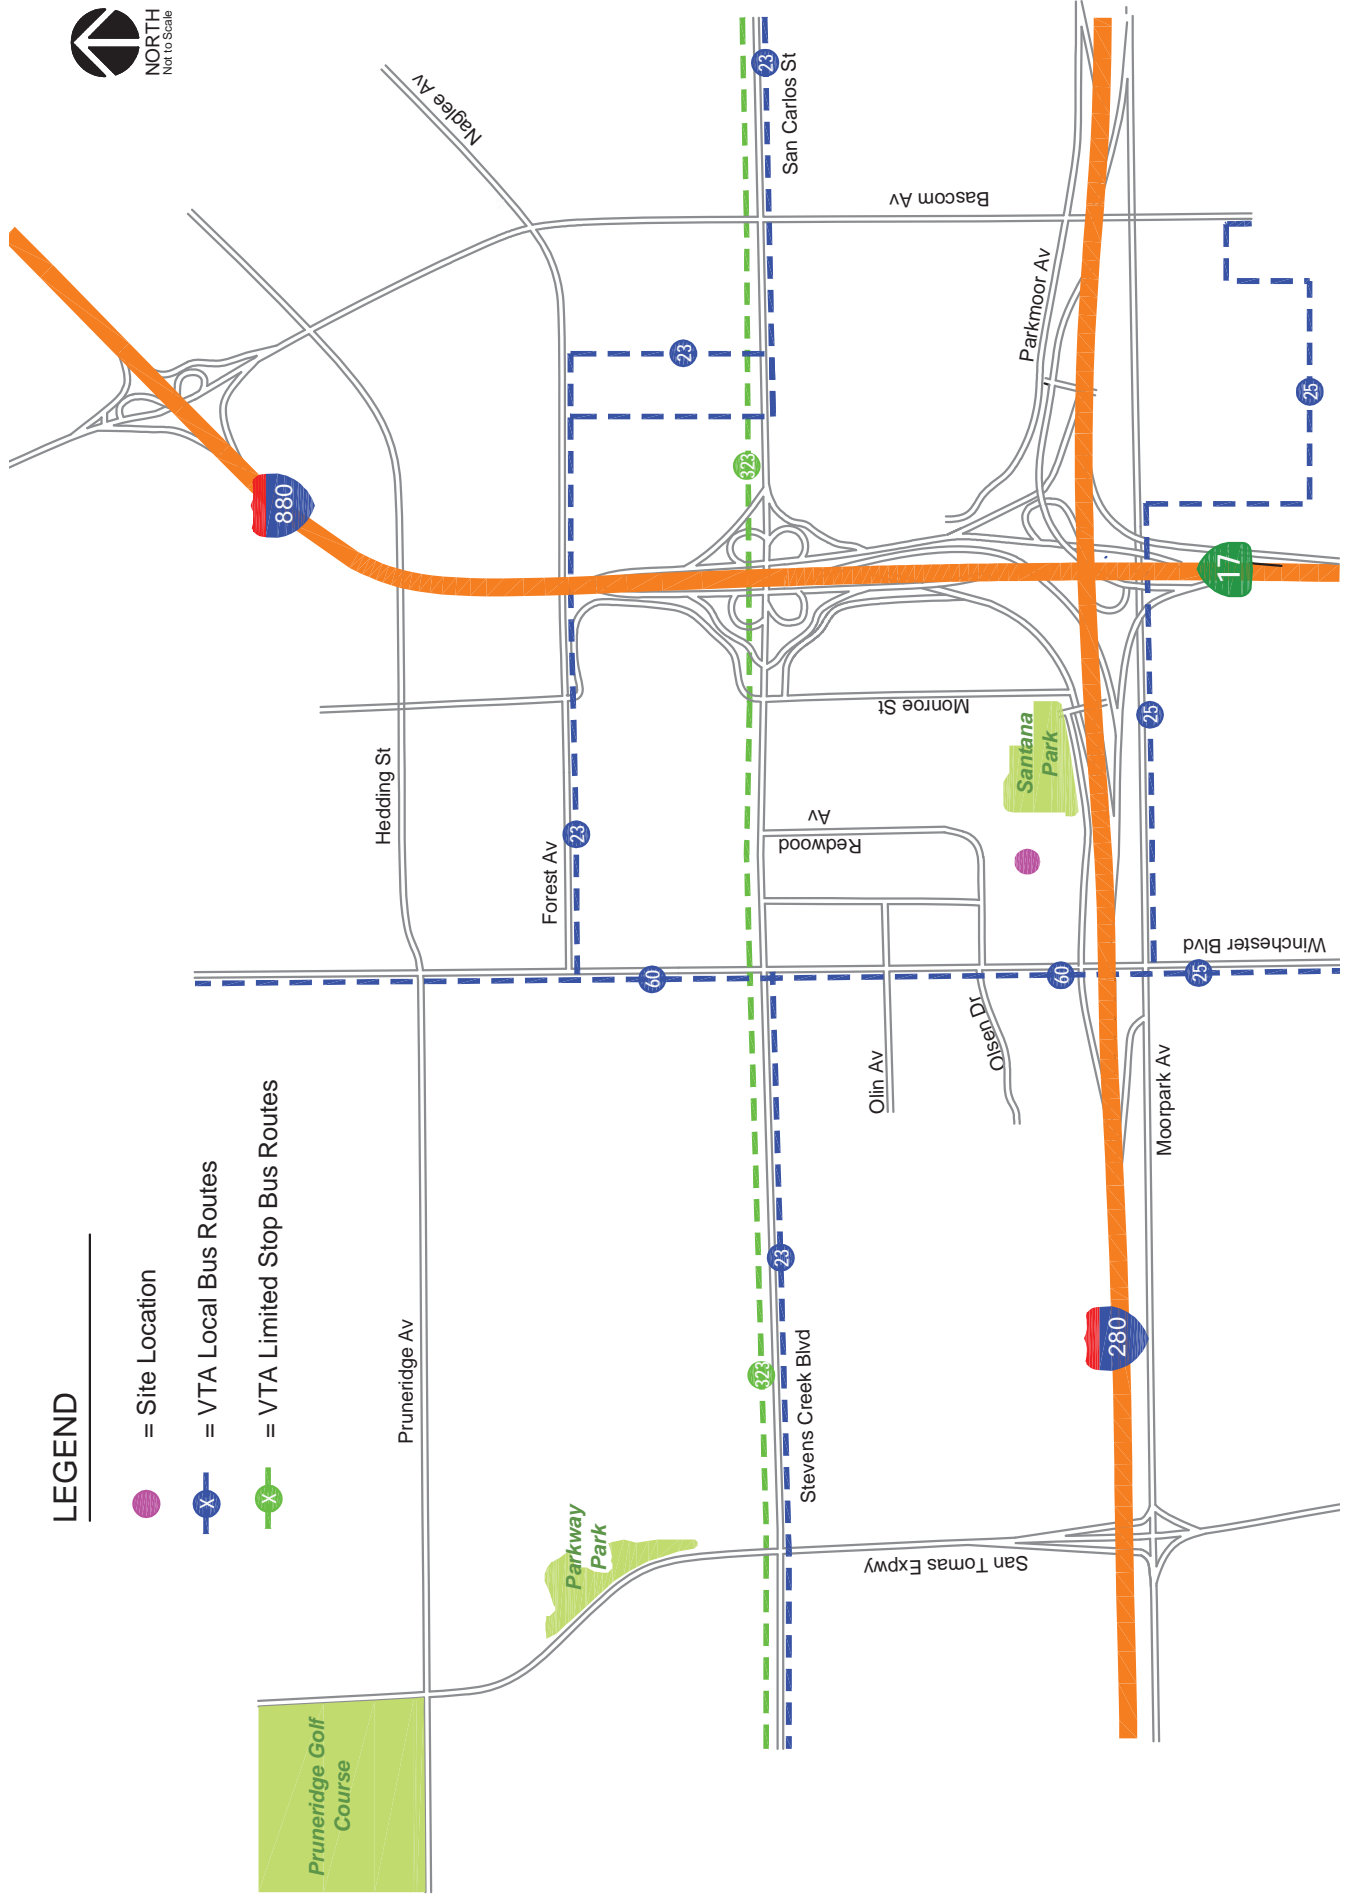 NORTH
Not to Scale
LEGEND
= Site Location
X
= VTA Local Bus Routes
X
= VTA Limited Stop Bus Routes
Naglee Av
San Carlos St
Bascom Av
Parkmoor Av
Hedding St
Forest Av
Monroe St
Redwood
Av
Santana
Park
Winchester Blvd
Olin Av
Olsen Dr
Moorpark Av
Pruneridge Av
Stevens Creek Blvd
San Tomas Expwy
Parkway
Park
Pruneridge Golf
Course
880
280
17
23
23
23
23
323
323
25
25
25
60
60